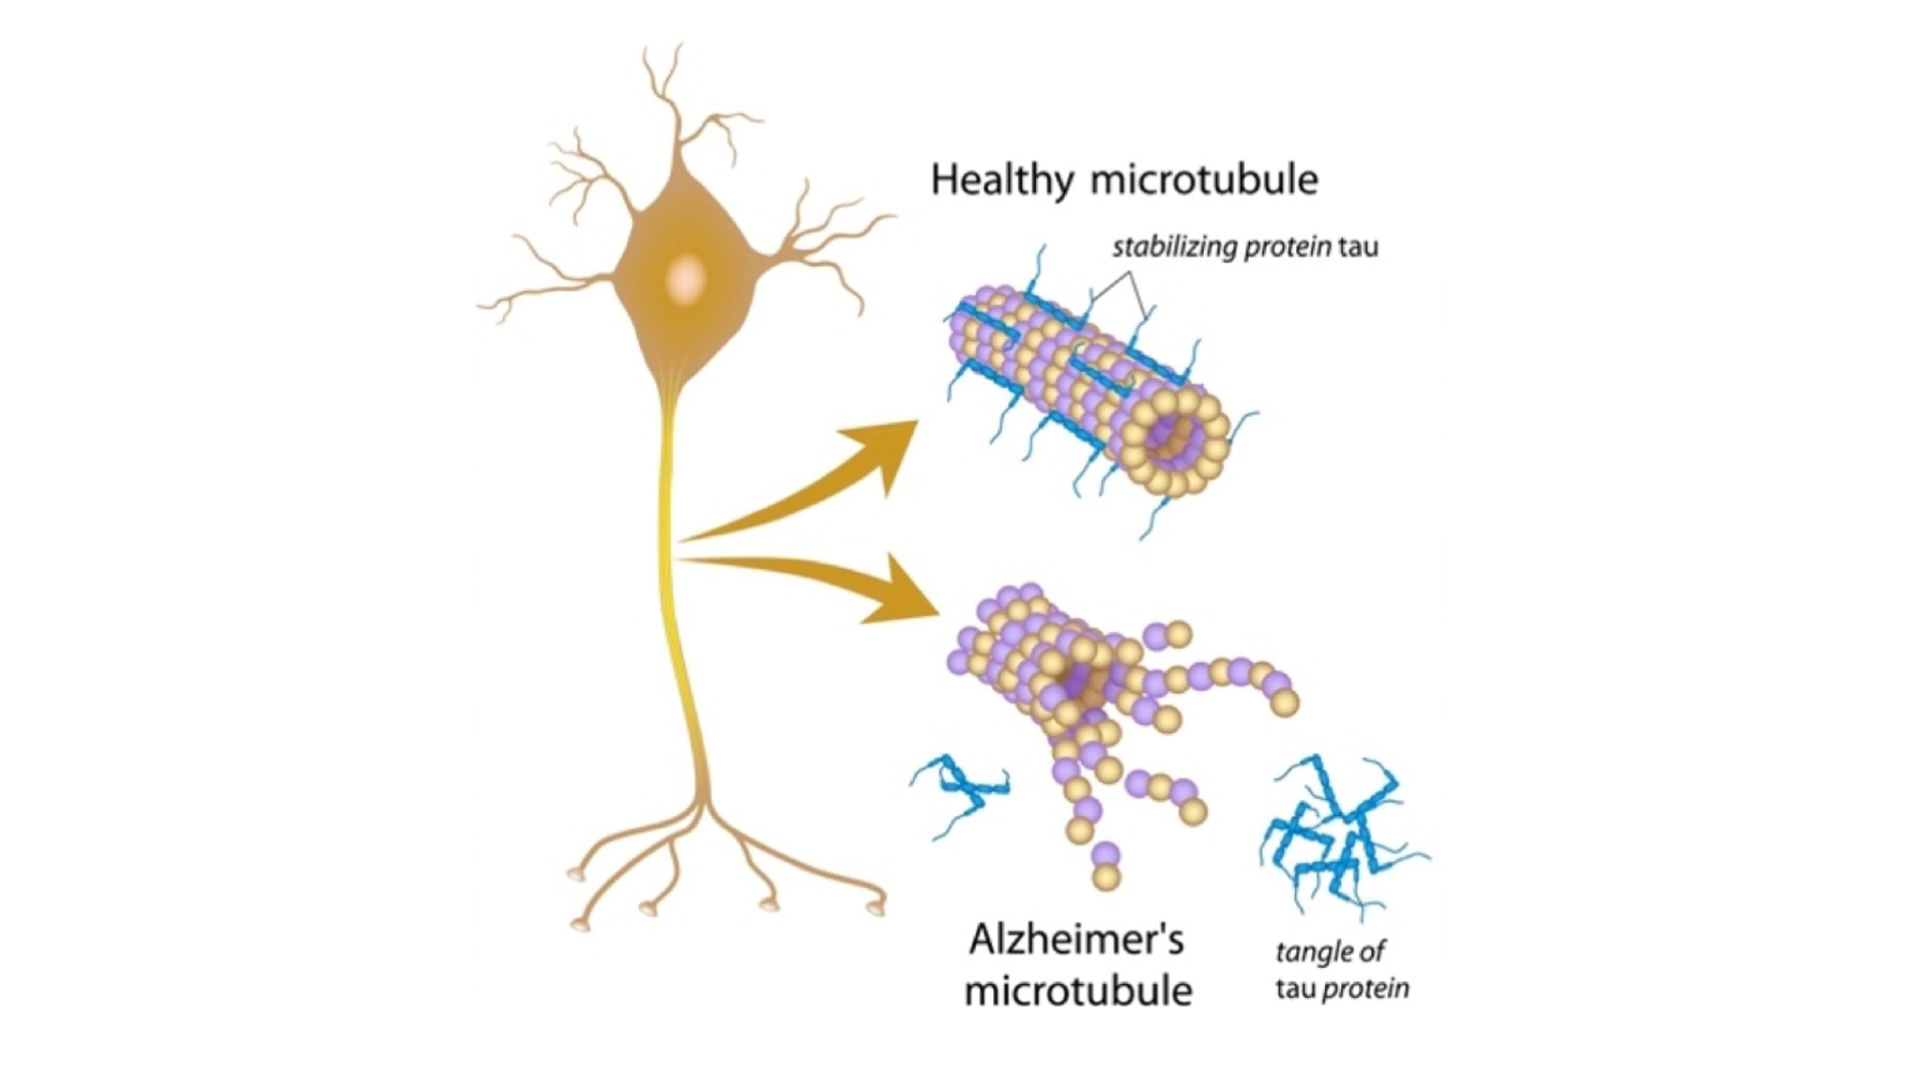 Healthy microtubule
stabilizing protein tau
Alzheimer's
microtubule
tangle of
tau protein